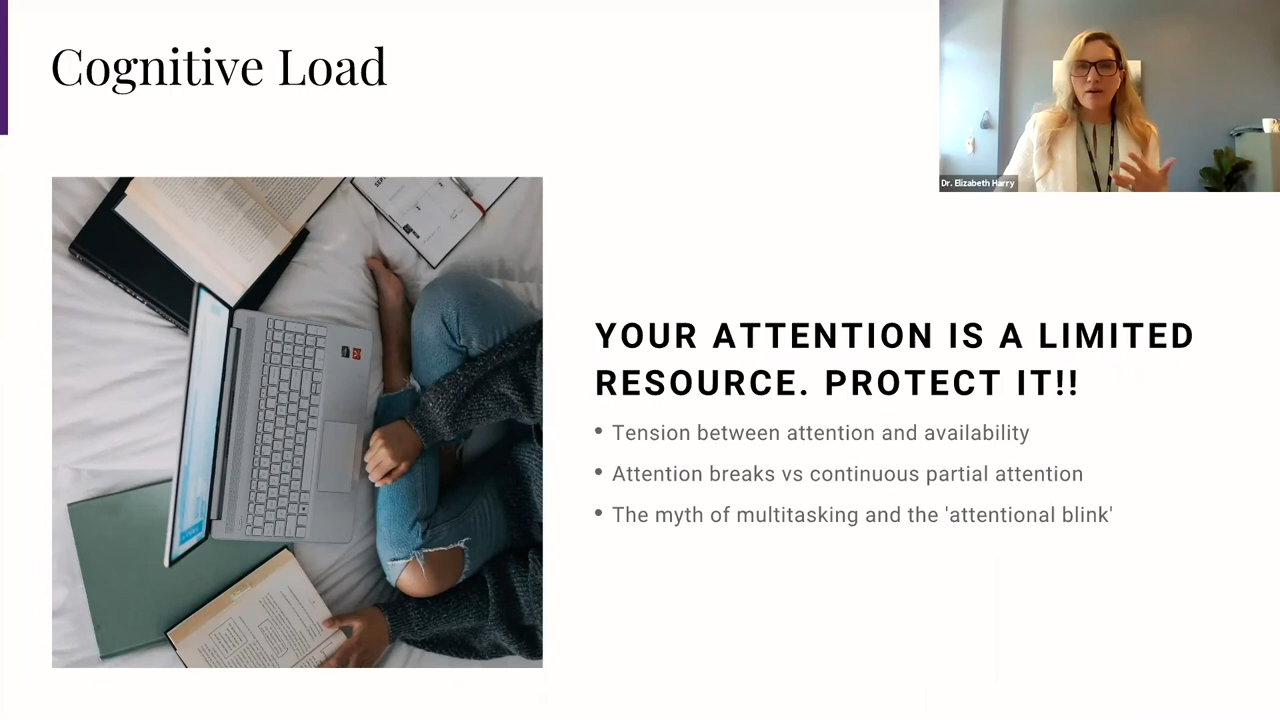 Cognitive Load
Dr. Elizabeth Harry
YOUR ATTENTION IS A LIMITED
RESOURCE. PROTECT IT!!
• Tension between attention and availability
• Attention breaks vs continuous partial attention
• The myth of multitasking and the 'attentional blink'